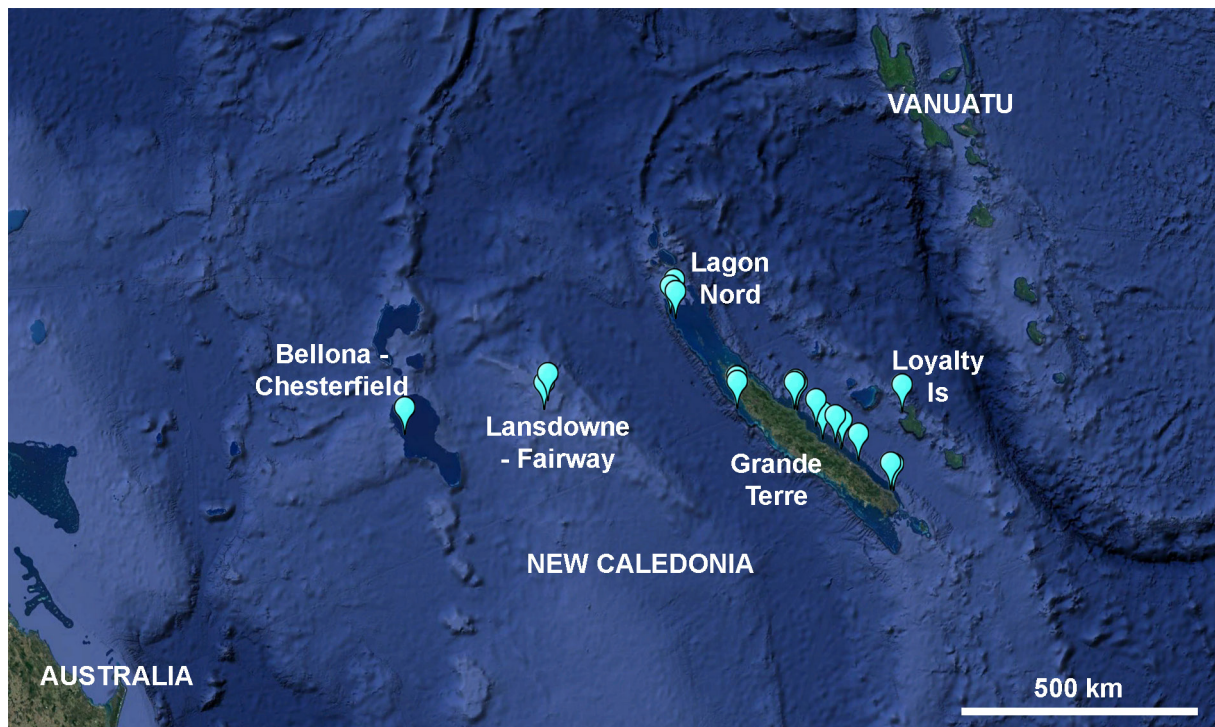 VANUATU
Lagon
Nord
Bellona -
Chesterfield
Loyalty
Is
Lansdowne
- Fairway
Grande
Terre
NEW CALEDONIA
AUSTRALIA
500 km